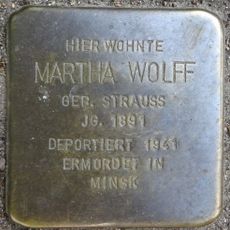 HIER WOHNTE
MARTHA WOLFF
GEB. STRAUSS
JG. 1891
DEPORTIERT 1941
ERMORDET IN
MINSK